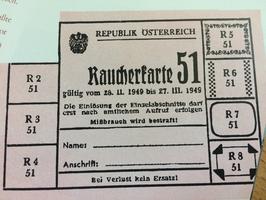 REPUBLIK ÖSTERREICH
Raucherkarte 51
gültig vom 28. II. 1949 bis 27. III. 1949
Die Einlösung der Einzelabschnitte darf
erst nach amtlichem Aufruf erfolgen
Mißbrauch wird bestraft!
Name:
Anschrift:
Bei Verlust kein Ersatz!
R 2
51
R 3
51
R 4
51
R 5
51
R 6
51
R 7
51
R 8
51